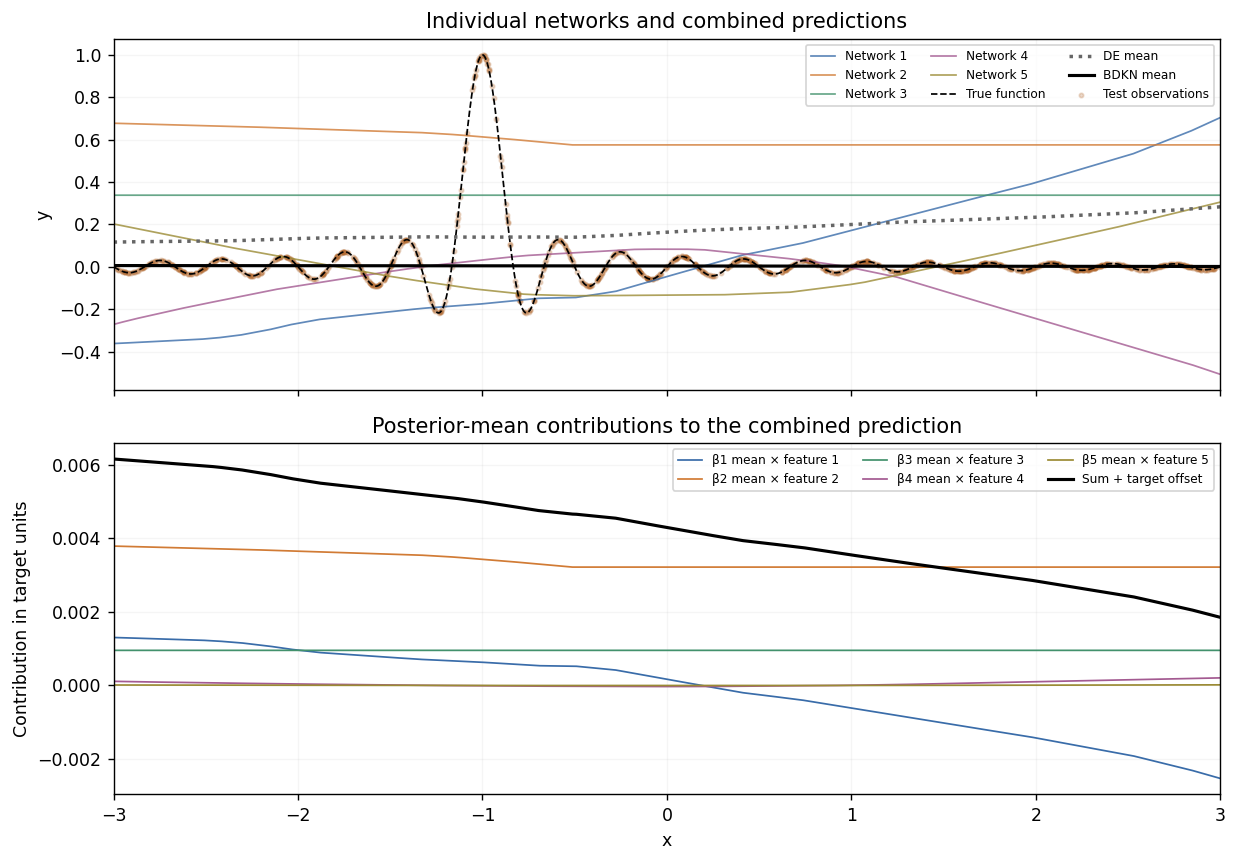 Individual networks and combined predictions
Network 1
Network 2
Network 3
Network 4
Network 5
True function
DE mean
BDKN mean
Test observations
y
1.0
0.8
0.6
0.4
0.2
0.0
−0.2
−0.4
Posterior-mean contributions to the combined prediction
β1 mean × feature 1
β2 mean × feature 2
β3 mean × feature 3
β4 mean × feature 4
β5 mean × feature 5
Sum + target offset
Contribution in target units
0.006
0.004
0.002
0.000
−0.002
−3
−2
−1
0
1
2
3
x